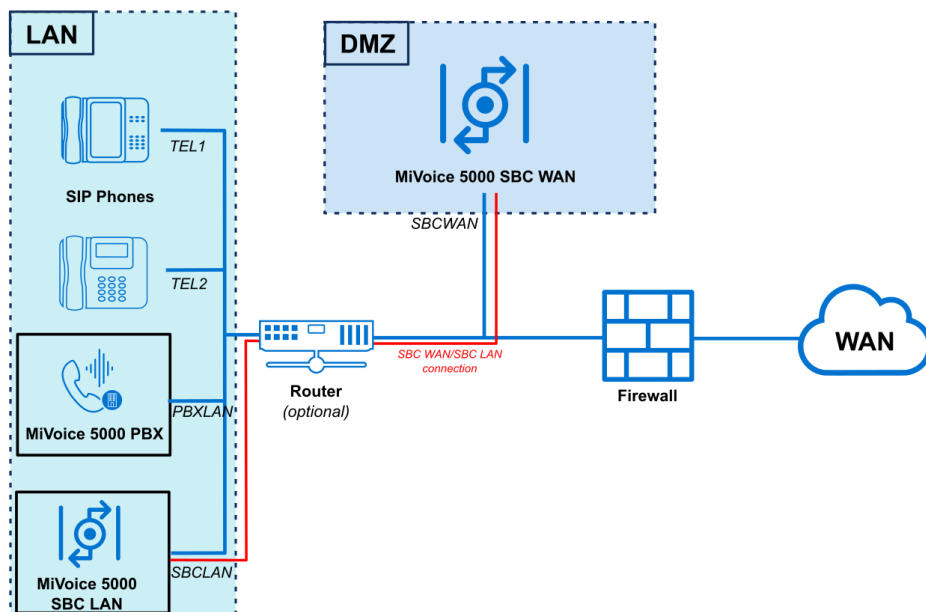 LAN
DMZ
TEL1
SIP Phones
MiVoice 5000 SBC WAN
SBCWAN
TEL2
SBC WAN/SBC LAN
connection
WAN
Router
(optional)
Firewall
PBXLAN
MiVoice 5000 PBX
SBCLAN
MiVoice 5000
SBC LAN